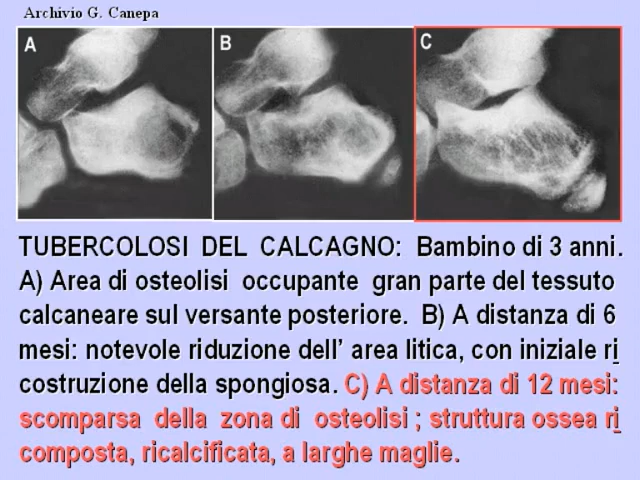 Archivio G. Canepa
A
B
C
TUBERCOLOSI DEL CALCAGNO: Bambino di 3 anni.
A) Area di osteolisi occupante gran parte del tessuto
calcaneare sul versante posteriore. B) A distanza di 6
mesi: notevole riduzione dell' area litica, con iniziale ri
costruzione della spongiosa. C) A distanza di 12 mesi:
scomparsa della zona di osteolisi ; struttura ossea ri
composta, ricalcificata, a larghe maglie.